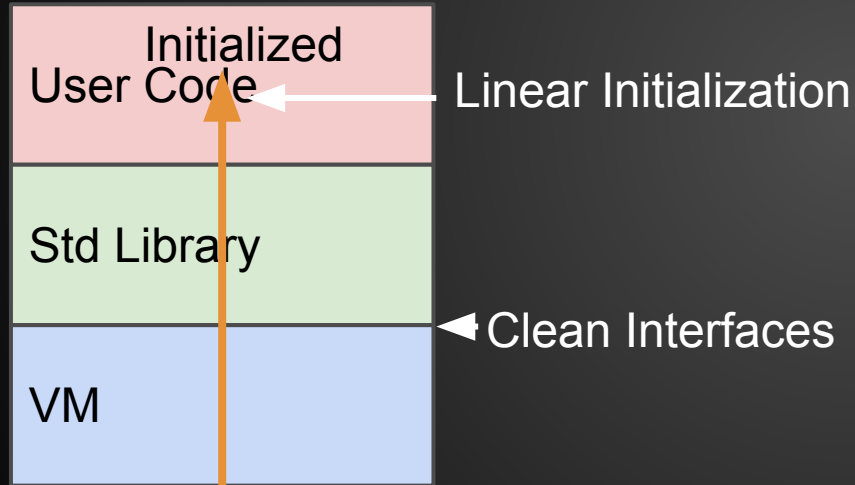 Initialized
User Code
Linear Initialization
Std Library
Clean Interfaces
VM